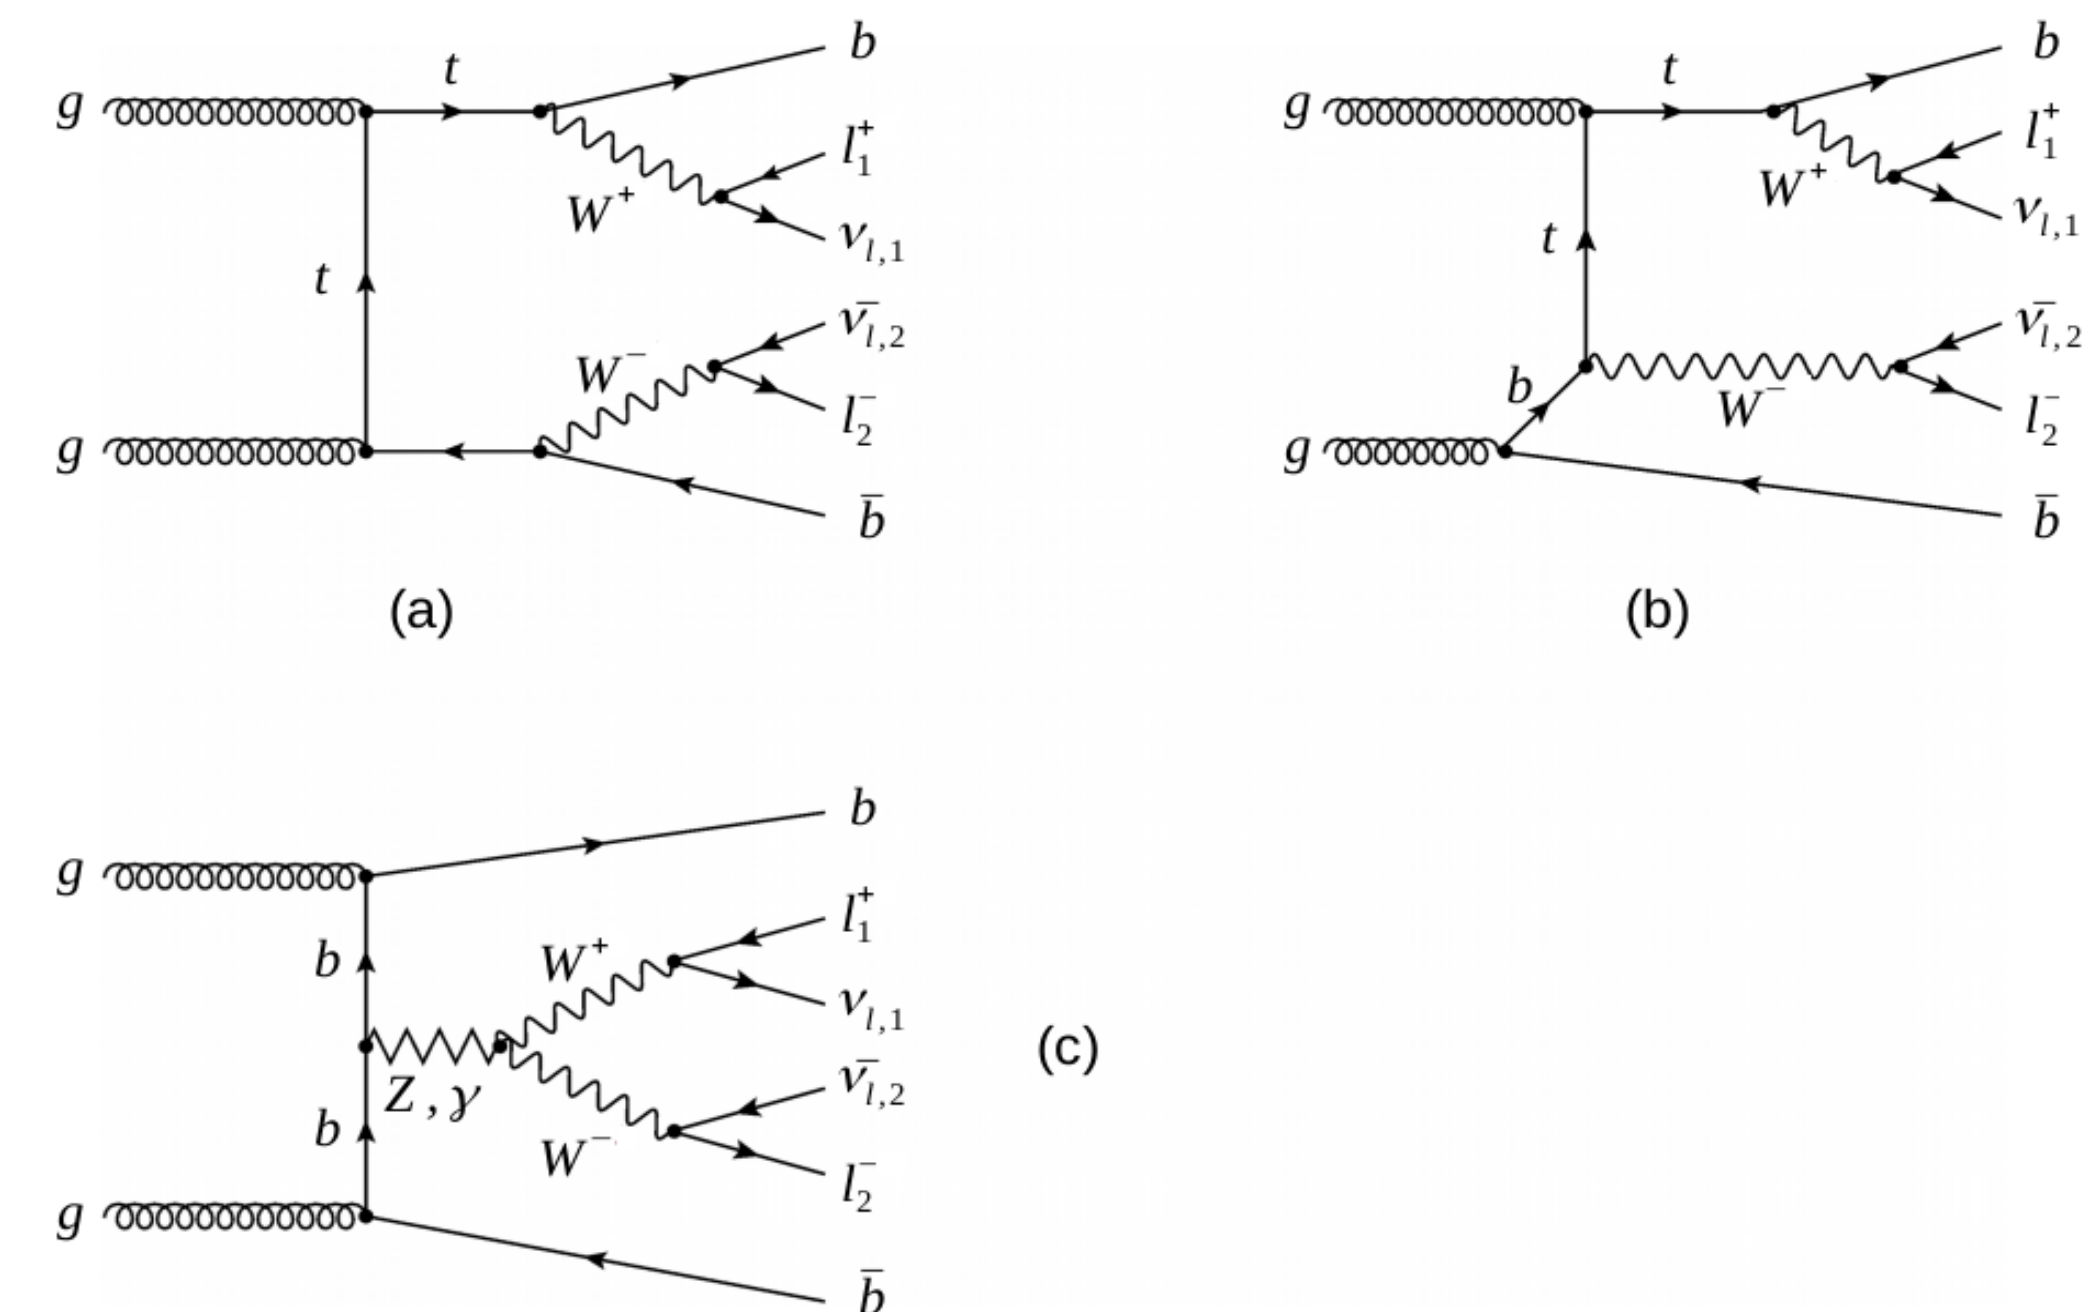 g
t
b
l₁⁺
W⁺
ν_{l,1}
t
ν̄_{l,2}
W⁻
l₂⁻
g
b̄
(a)
g
t
b
l₁⁺
W⁺
ν_{l,1}
t
ν̄_{l,2}
b
W⁻
l₂⁻
g
b̄
(b)
g
b
l₁⁺
b
W⁺
ν_{l,1}
Z, γ
ν̄_{l,2}
b
W⁻
l₂⁻
g
b̄
(c)